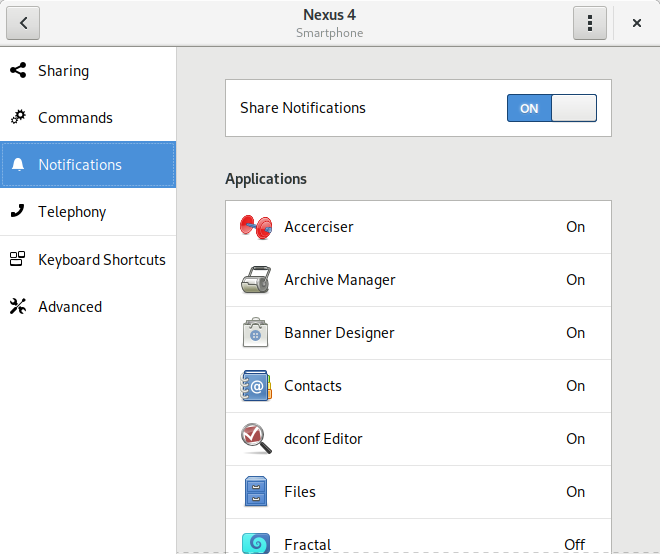 Nexus 4
Smartphone
Sharing
Commands
Notifications
Telephony
Keyboard Shortcuts
Advanced
Share Notifications ON
Applications
Accerciser On
Archive Manager On
Banner Designer On
Contacts On
dconf Editor On
Files On
Fractal Off